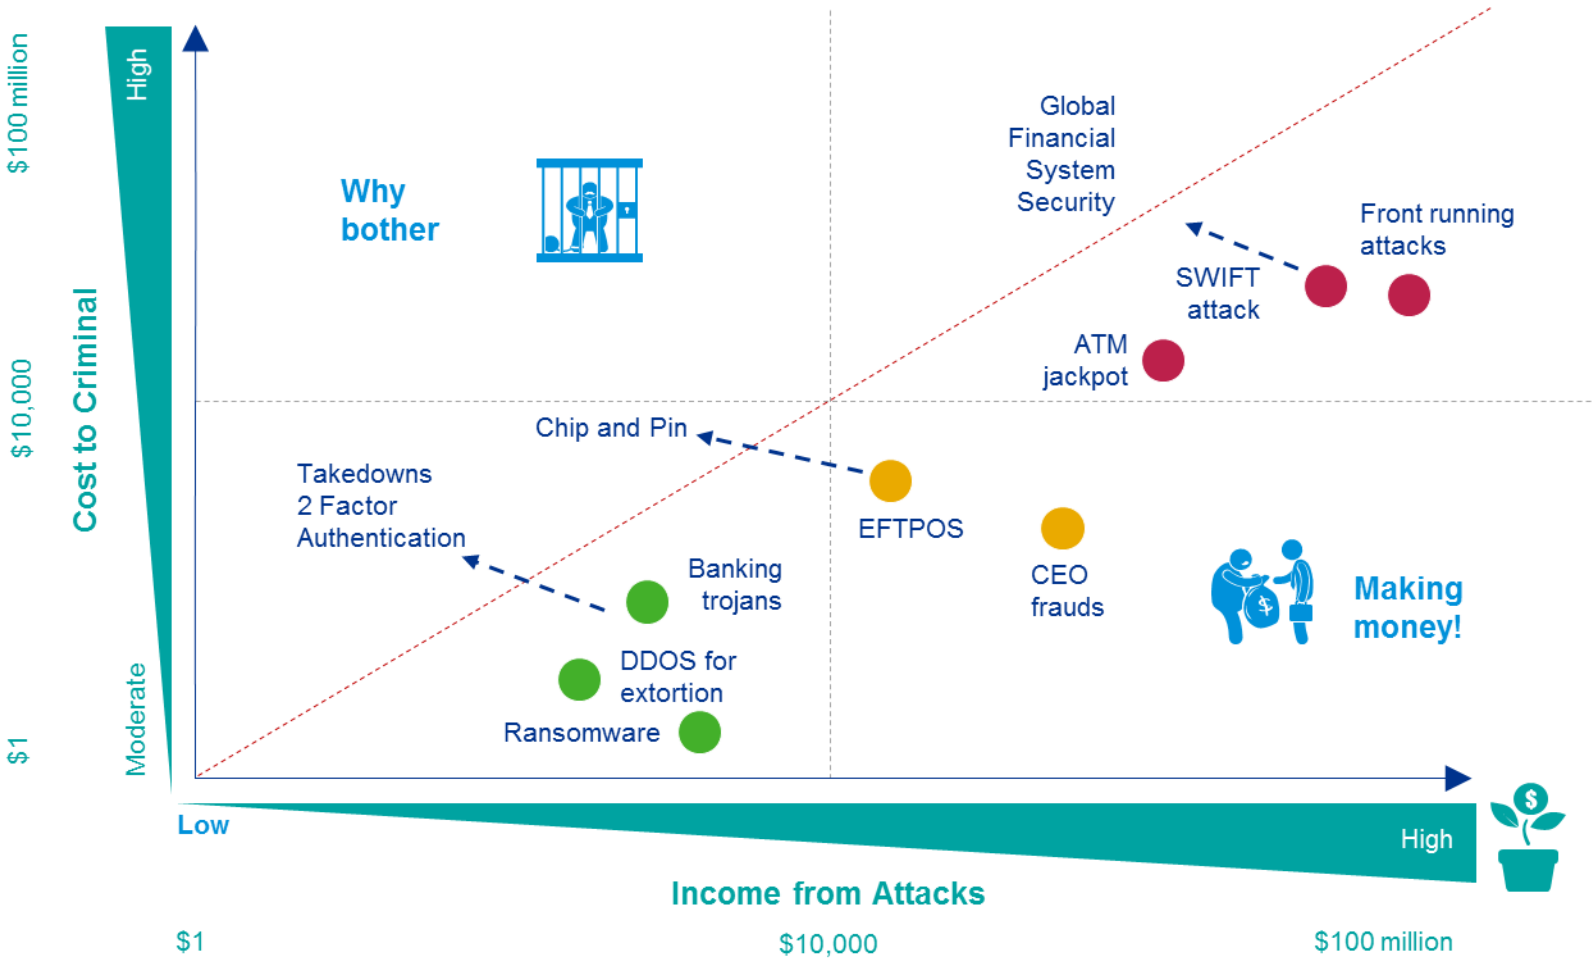 $100 million
High
Global
Financial
System
Security
Why
bother
Front running
attacks
SWIFT
attack
ATM
jackpot
Cost to Criminal
$10,000
Chip and Pin
Takedowns
2 Factor
Authentication
EFTPOS
Banking
trojans
CEO
frauds
Making
money!
DDOS for
extortion
Ransomware
Moderate
$1
$
$
Low
High
Income from Attacks
$1
$10,000
$100 million